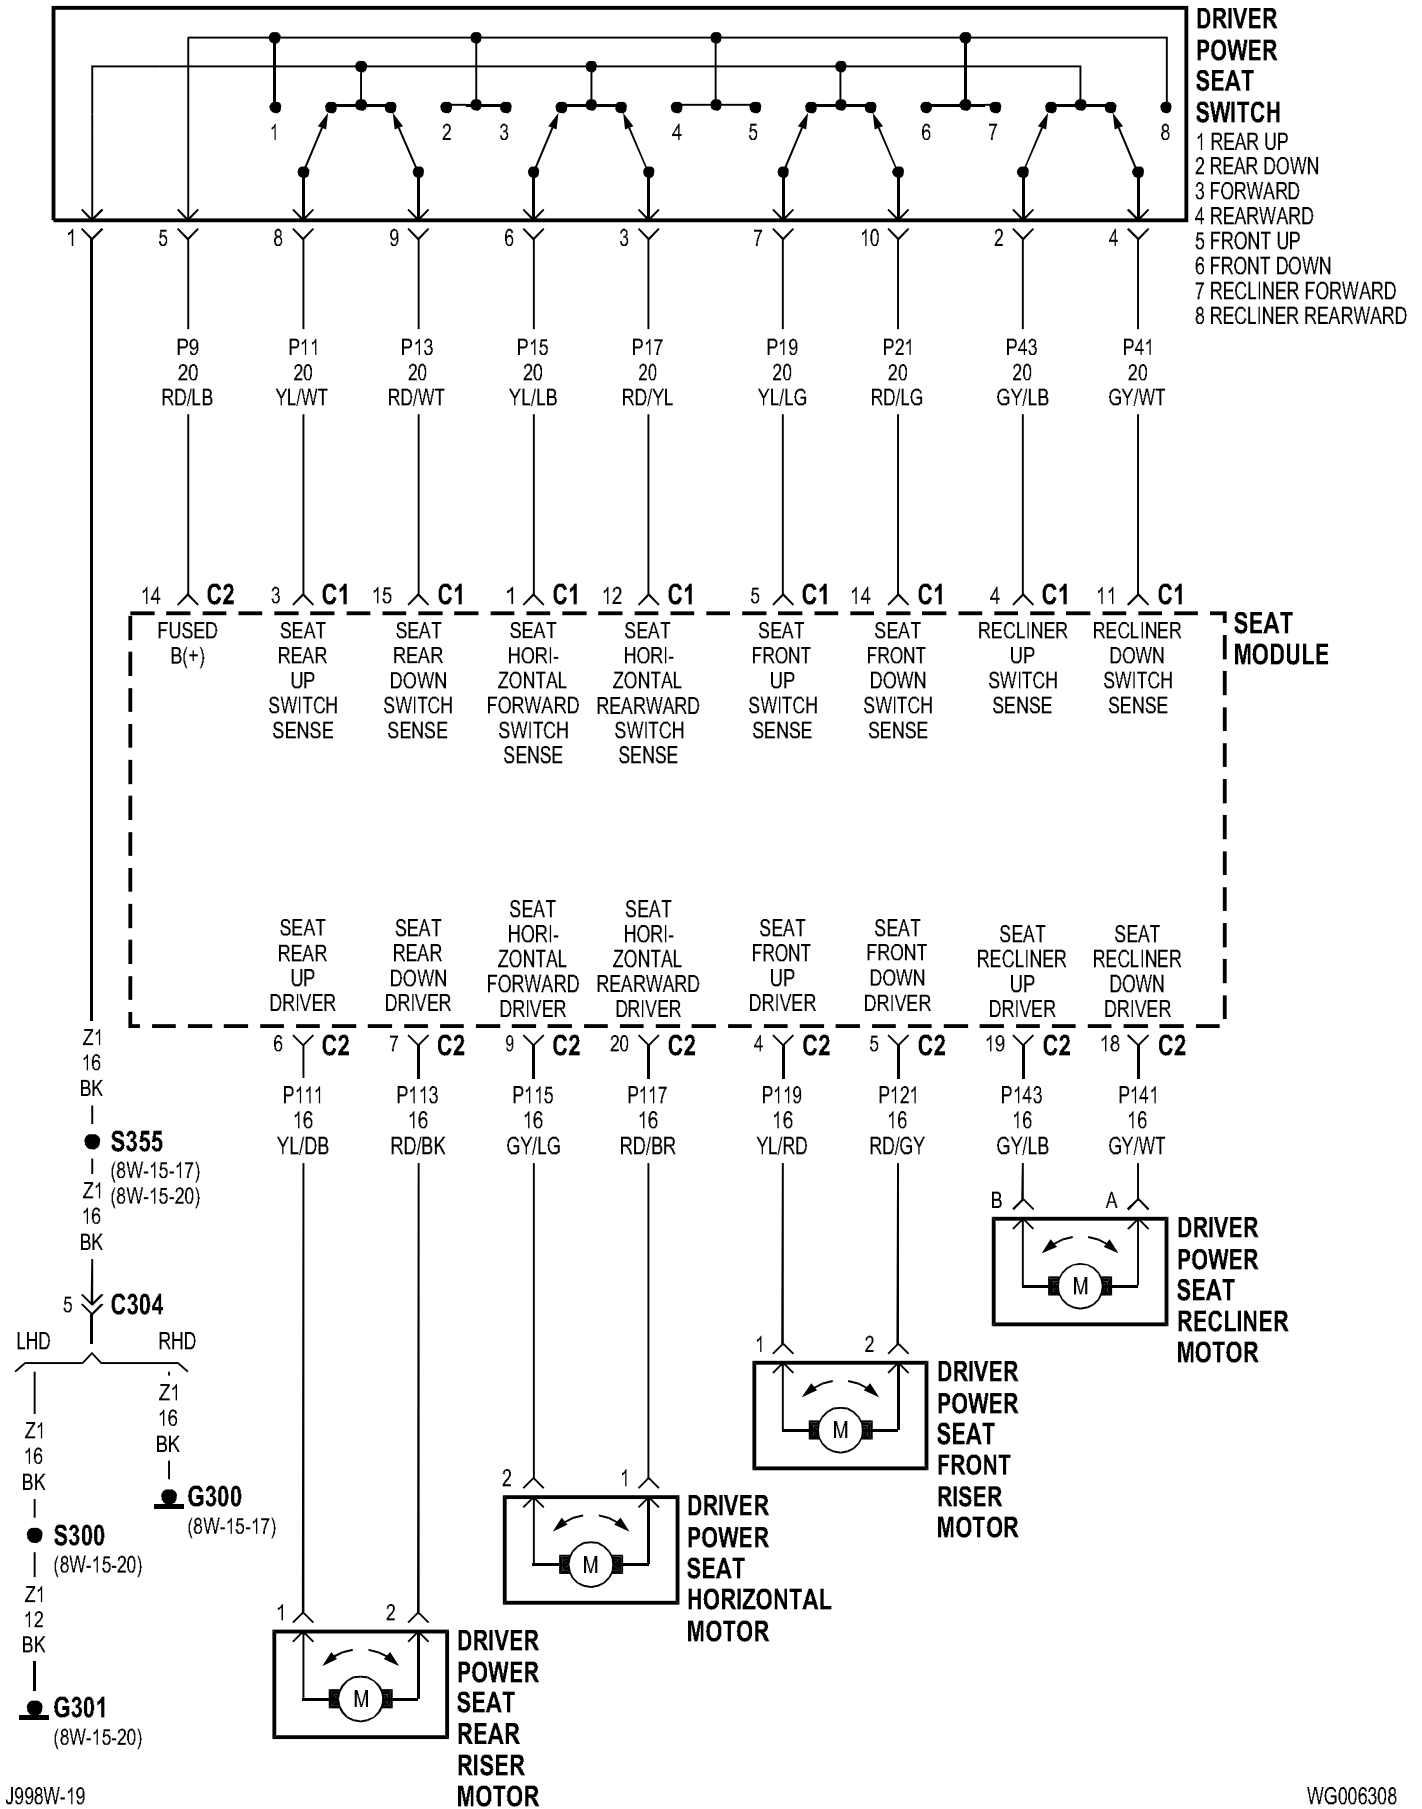 DRIVER
POWER
SEAT
SWITCH
1 REAR UP
2 REAR DOWN
3 FORWARD
4 REARWARD
5 FRONT UP
6 FRONT DOWN
7 RECLINER FORWARD
8 RECLINER REARWARD
1 2 3 4 5 6 7 8
1 5 8 9 6 3 7 10 2 4
P9 P11 P13 P15 P17 P19 P21 P43 P41
20 20 20 20 20 20 20 20 20
RD/LB YL/WT RD/WT YL/LB RD/YL YL/LG RD/LG GY/LB GY/WT
14 C2 3 C1 15 C1 1 C1 12 C1 5 C1 14 C1 4 C1 11 C1
SEAT
MODULE
FUSED
B(+)
SEAT
REAR
UP
SWITCH
SENSE
SEAT
REAR
DOWN
SWITCH
SENSE
SEAT
HORI-
ZONTAL
FORWARD
SWITCH
SENSE
SEAT
HORI-
ZONTAL
REARWARD
SWITCH
SENSE
SEAT
FRONT
UP
SWITCH
SENSE
SEAT
FRONT
DOWN
SWITCH
SENSE
RECLINER
UP
SWITCH
SENSE
RECLINER
DOWN
SWITCH
SENSE
SEAT
REAR
UP
DRIVER
SEAT
REAR
DOWN
DRIVER
SEAT
HORI-
ZONTAL
FORWARD
DRIVER
SEAT
HORI-
ZONTAL
REARWARD
DRIVER
SEAT
FRONT
UP
DRIVER
SEAT
FRONT
DOWN
DRIVER
SEAT
RECLINER
UP
DRIVER
SEAT
RECLINER
DOWN
DRIVER
6 C2 7 C2 9 C2 20 C2 4 C2 5 C2 19 C2 18 C2
P111 P113 P115 P117 P119 P121 P143 P141
16 16 16 16 16 16 16 16
YL/DB RD/BK GY/LG RD/BR YL/RD RD/GY GY/LB GY/WT
Z1
16
BK
S355
(8W-15-17)
(8W-15-20)
Z1
16
BK
5 C304
LHD RHD
Z1
16
BK
G300
(8W-15-17)
Z1
16
BK
S300
(8W-15-20)
Z1
12
BK
G301
(8W-15-20)
B A
M
DRIVER
POWER
SEAT
RECLINER
MOTOR
1 2
M
DRIVER
POWER
SEAT
FRONT
RISER
MOTOR
2 1
M
DRIVER
POWER
SEAT
HORIZONTAL
MOTOR
1 2
M
DRIVER
POWER
SEAT
REAR
RISER
MOTOR
J998W-19 WG006308